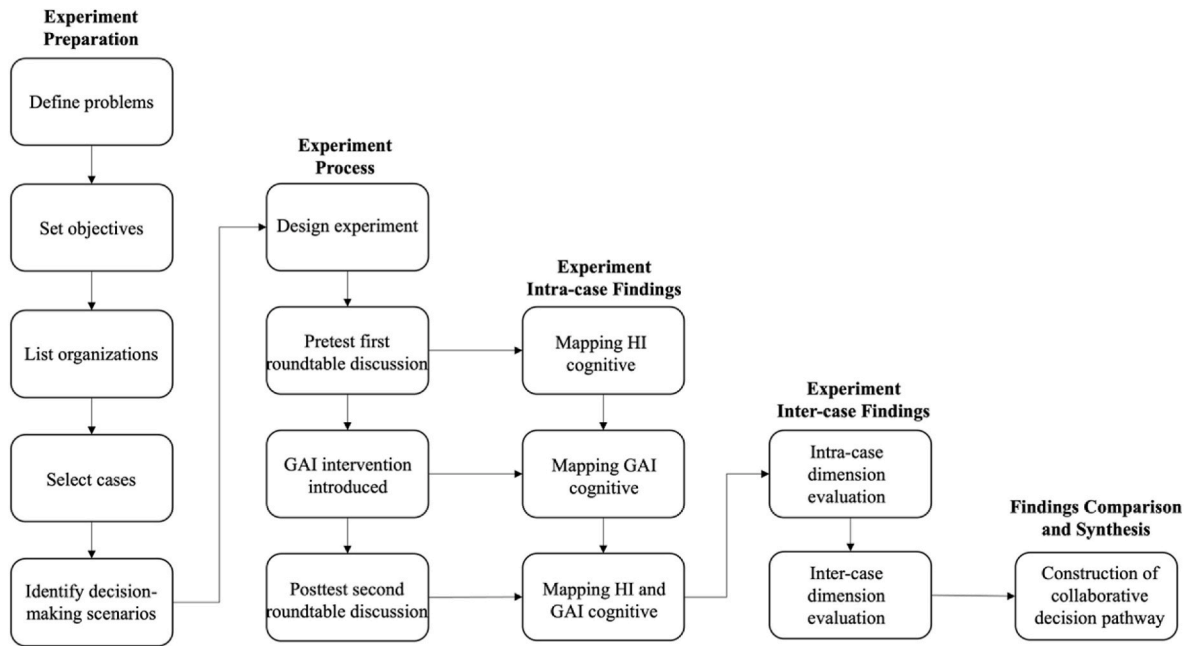 Experiment
Preparation
Define problems
Set objectives
List organizations
Select cases
Identify decision-
making scenarios
Experiment
Process
Design experiment
Pretest first
roundtable discussion
GAI intervention
introduced
Posttest second
roundtable discussion
Experiment
Intra-case Findings
Mapping HI
cognitive
Mapping GAI
cognitive
Mapping HI and
GAI cognitive
Experiment
Inter-case Findings
Intra-case
dimension
evaluation
Inter-case
dimension
evaluation
Findings Comparison
and Synthesis
Construction of
collaborative
decision pathway